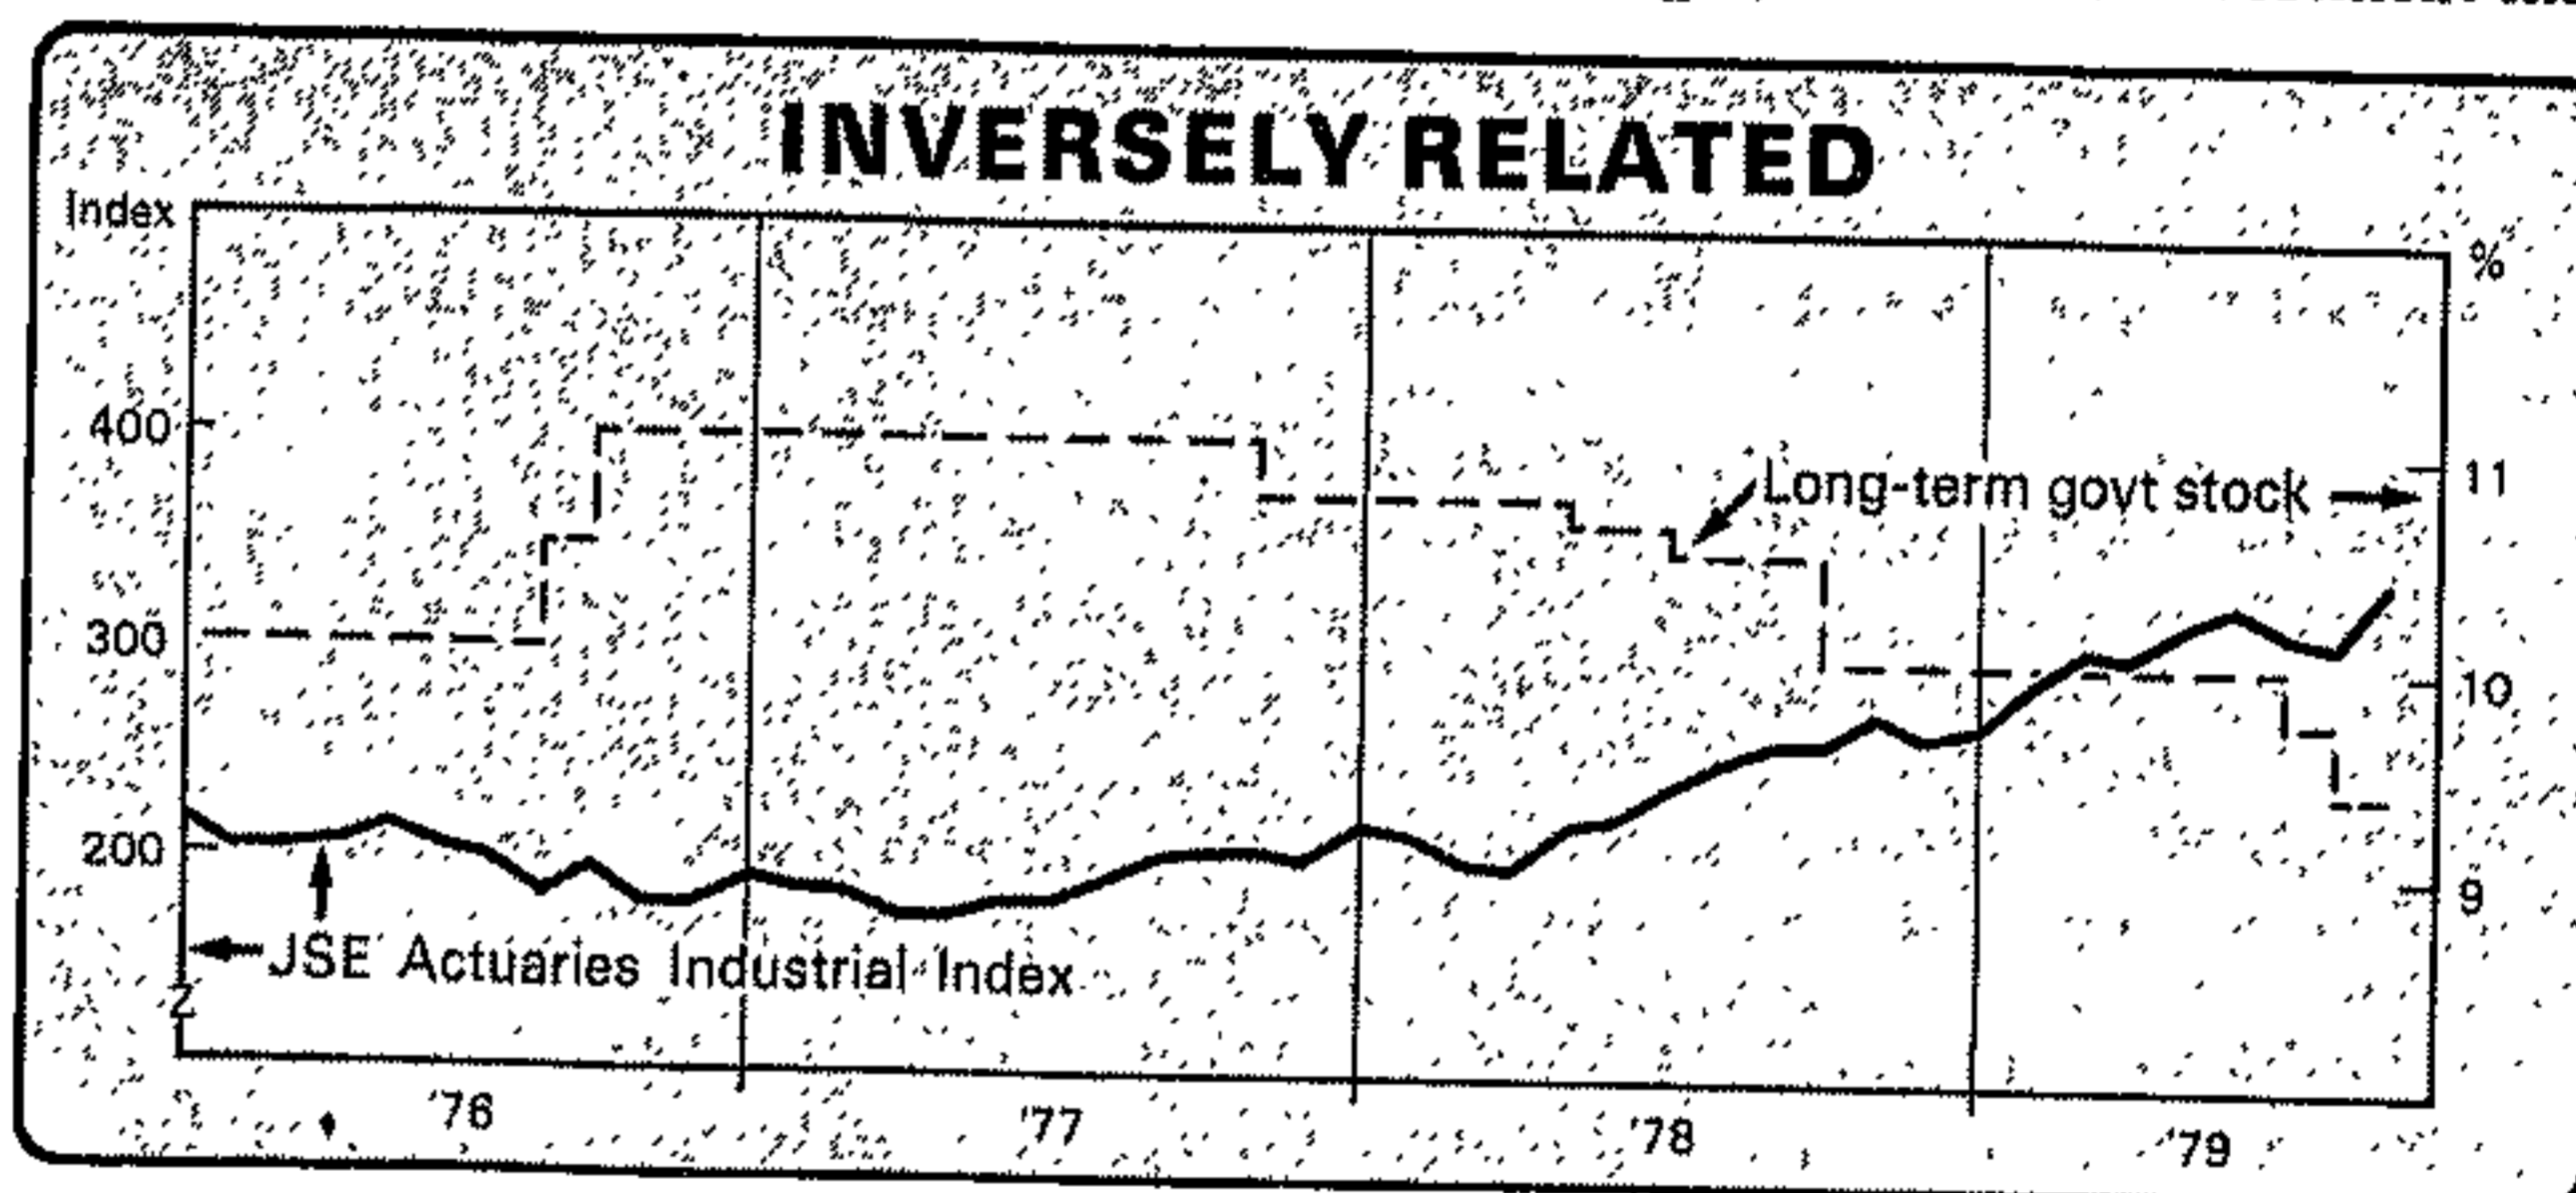 INVERSELY RELATED
Index
%
400
Long-term govt stock
11
300
10
200
9
JSE Actuaries Industrial Index
'76
'77
'78
'79